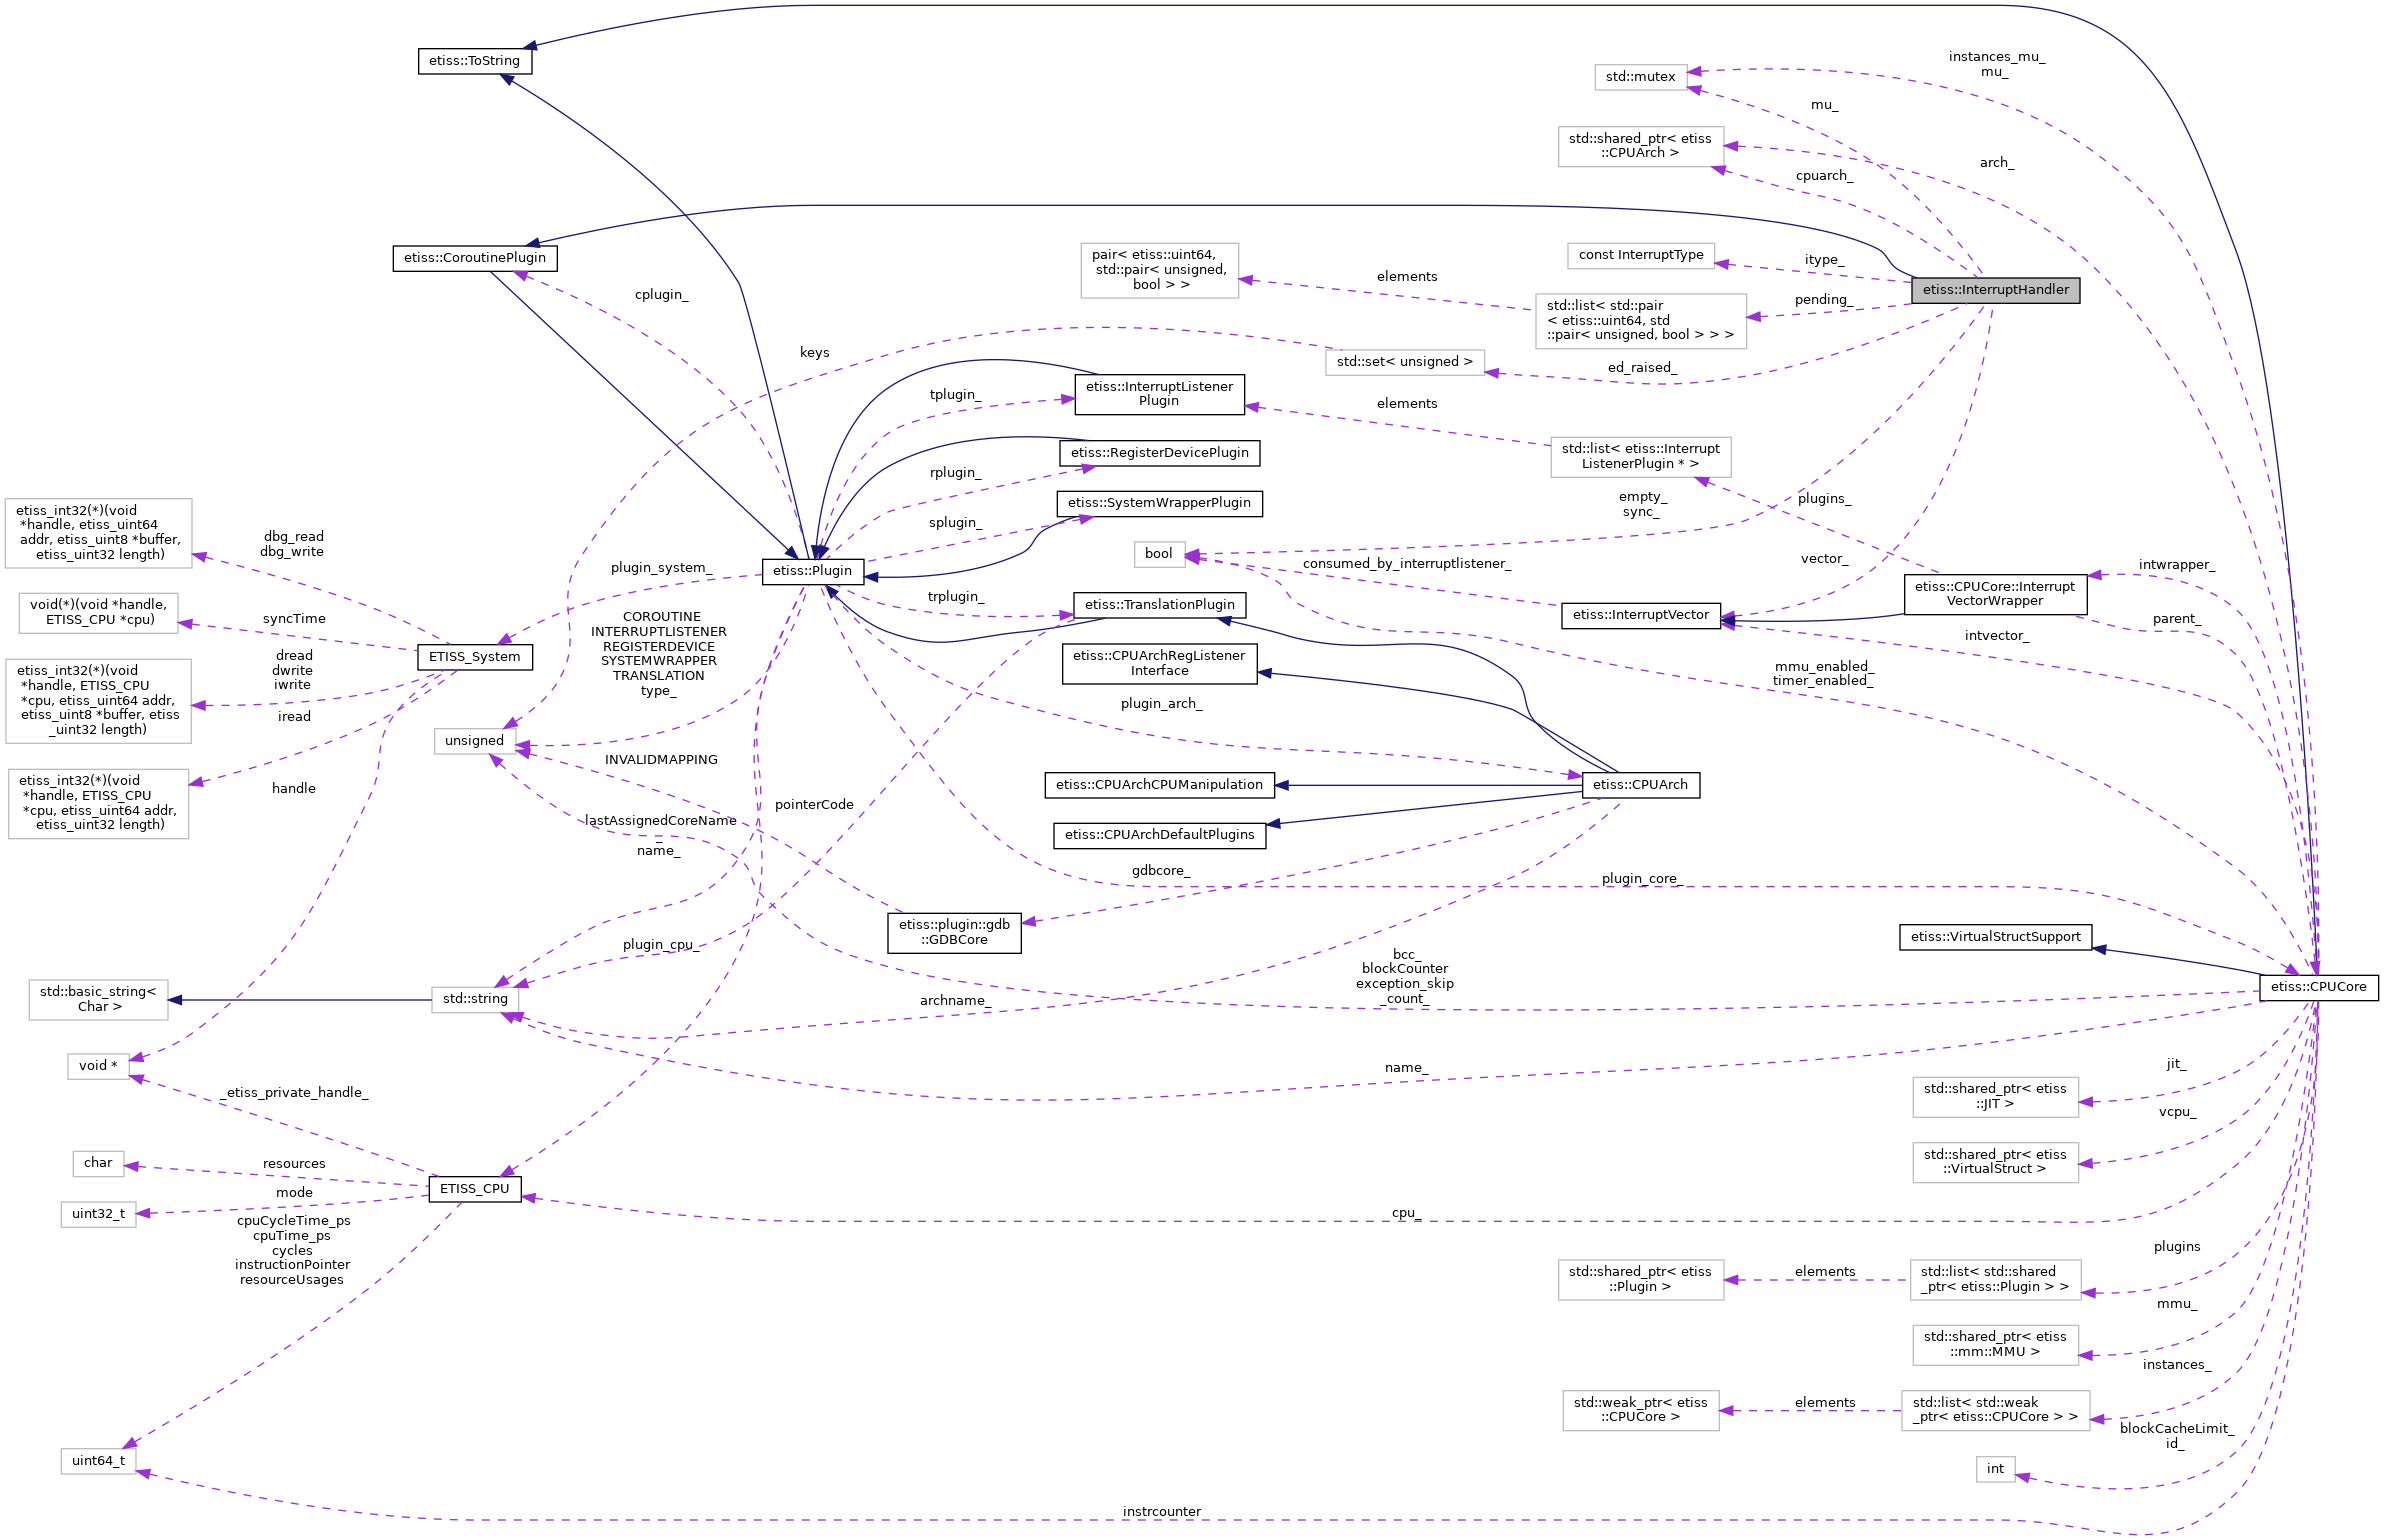 etiss::ToString
instances_mu_
mu_
std::mutex
mu_
std::shared_ptr< etiss
::CPUArch >
arch_
cpuarch_
etiss::CoroutinePlugin
pair< etiss::uint64,
std::pair< unsigned,
bool > >
const InterruptType
itype_
etiss::InterruptHandler
elements
cplugin_
std::list< std::pair
< etiss::uint64, std
::pair< unsigned, bool > > >
pending_
keys
std::set< unsigned >
ed_raised_
etiss::InterruptListener
Plugin
tplugin_
elements
etiss::RegisterDevicePlugin
std::list< etiss::Interrupt
ListenerPlugin * >
rplugin_
etiss::SystemWrapperPlugin
splugin_
empty_
sync_
plugins_
etiss_int32(*)(void
*handle, etiss_uint64
addr, etiss_uint8 *buffer,
etiss_uint32 length)
dbg_read
dbg_write
bool
consumed_by_interruptlistener_
vector_
intwrapper_
etiss::Plugin
plugin_system_
etiss::CPUCore::Interrupt
VectorWrapper
trplugin_
etiss::TranslationPlugin
etiss::InterruptVector
parent_
intvector_
void(*)(void *handle,
ETISS_CPU *cpu)
syncTime
COROUTINE
INTERRUPTLISTENER
REGISTERDEVICE
SYSTEMWRAPPER
TRANSLATION
type_
ETISS_System
etiss::CPUArchRegListener
Interface
mmu_enabled_
timer_enabled_
etiss_int32(*)(void
*handle, ETISS_CPU
*cpu, etiss_uint64 addr,
etiss_uint8 *buffer, etiss
_uint32 length)
dread
dwrite
iwrite
iread
plugin_arch_
unsigned
INVALIDMAPPING
etiss::CPUArchCPUManipulation
etiss::CPUArch
etiss_int32(*)(void
*handle, ETISS_CPU
*cpu, etiss_uint64 addr,
etiss_uint32 length)
handle
pointerCode
lastAssignedCoreName
_
name_
etiss::CPUArchDefaultPlugins
gdbcore_
plugin_core_
etiss::plugin::gdb
::GDBCore
etiss::VirtualStructSupport
plugin_cpu_
bcc_
blockCounter
exception_skip
_count_
etiss::CPUCore
std::basic_string<
Char >
std::string
archname_
void *
name_
jit_
std::shared_ptr< etiss
::JIT >
_etiss_private_handle_
vcpu_
std::shared_ptr< etiss
::VirtualStruct >
char
resources
ETISS_CPU
mode
uint32_t
cpu_
cpuCycleTime_ps
cpuTime_ps
cycles
instructionPointer
resourceUsages
plugins
std::shared_ptr< etiss
::Plugin >
elements
std::list< std::shared
_ptr< etiss::Plugin > >
mmu_
std::shared_ptr< etiss
::mm::MMU >
instances_
std::weak_ptr< etiss
::CPUCore >
elements
std::list< std::weak
_ptr< etiss::CPUCore > >
blockCacheLimit_
id_
uint64_t
int
instrcounter